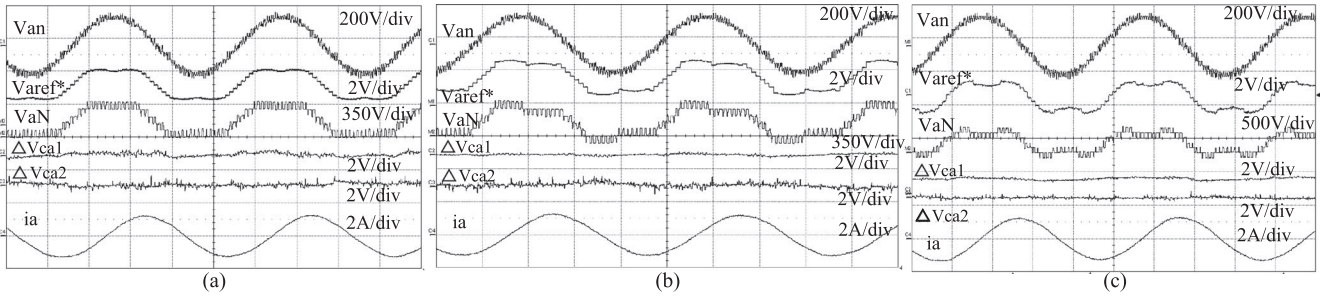 Van
200V/div
Varef*
2V/div
VaN
350V/div
△Vca1
2V/div
△Vca2
2V/div
ia
2A/div
(a)
Van
200V/div
2V/div
Varef*
VaN
350V/div
△Vca1
2V/div
△Vca2
2V/div
ia
2A/div
(b)
Van
200V/div
Varef*
2V/div
VaN
500V/div
△Vca1
2V/div
2V/div
△Vca2
ia
2A/div
(c)